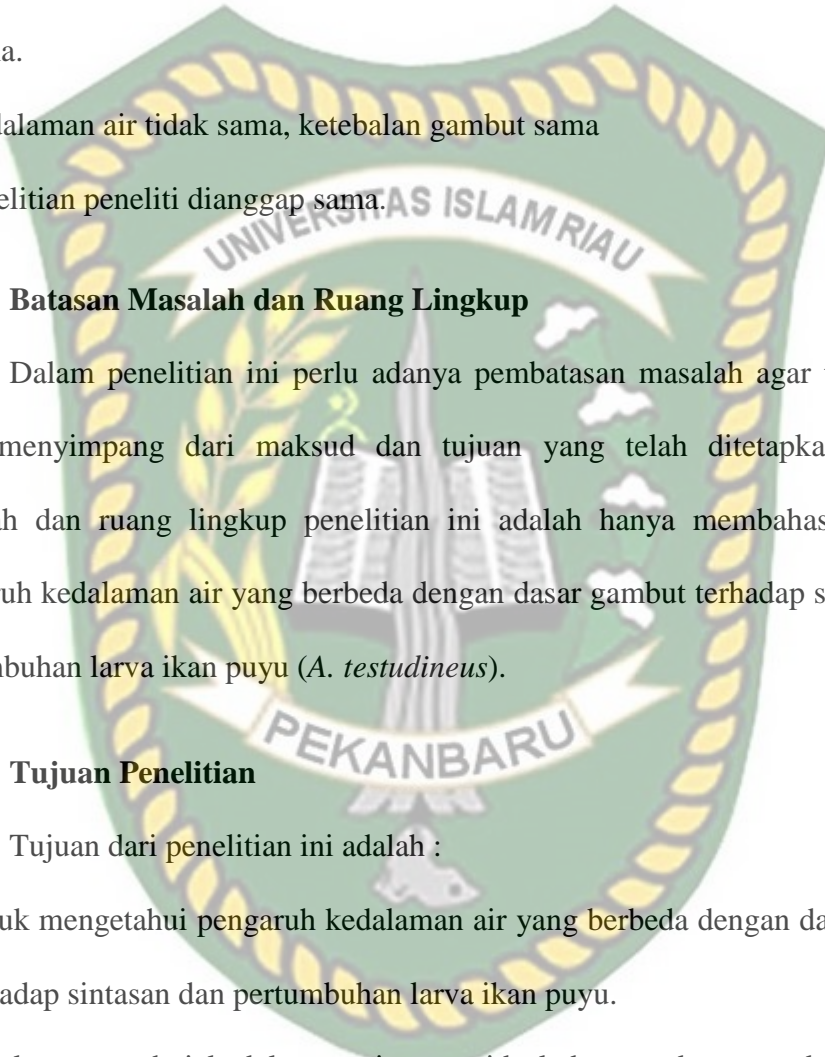 a.
dalaman air tidak sama, ketebalan gambut sama
elitian peneliti dianggap sama.
UNIVERSITAS ISLAM RIAU
Batasan Masalah dan Ruang Lingkup
Dalam penelitian ini perlu adanya pembatasan masalah agar
menyimpang dari maksud dan tujuan yang telah ditetapka
ah dan ruang lingkup penelitian ini adalah hanya membahas
ruh kedalaman air yang berbeda dengan dasar gambut terhadap s
mbuhan larva ikan puyu (A. testudineus).
PEKANBARU
Tujuan Penelitian
Tujuan dari penelitian ini adalah :
uk mengetahui pengaruh kedalaman air yang berbeda dengan da
adap sintasan dan pertumbuhan larva ikan puyu.